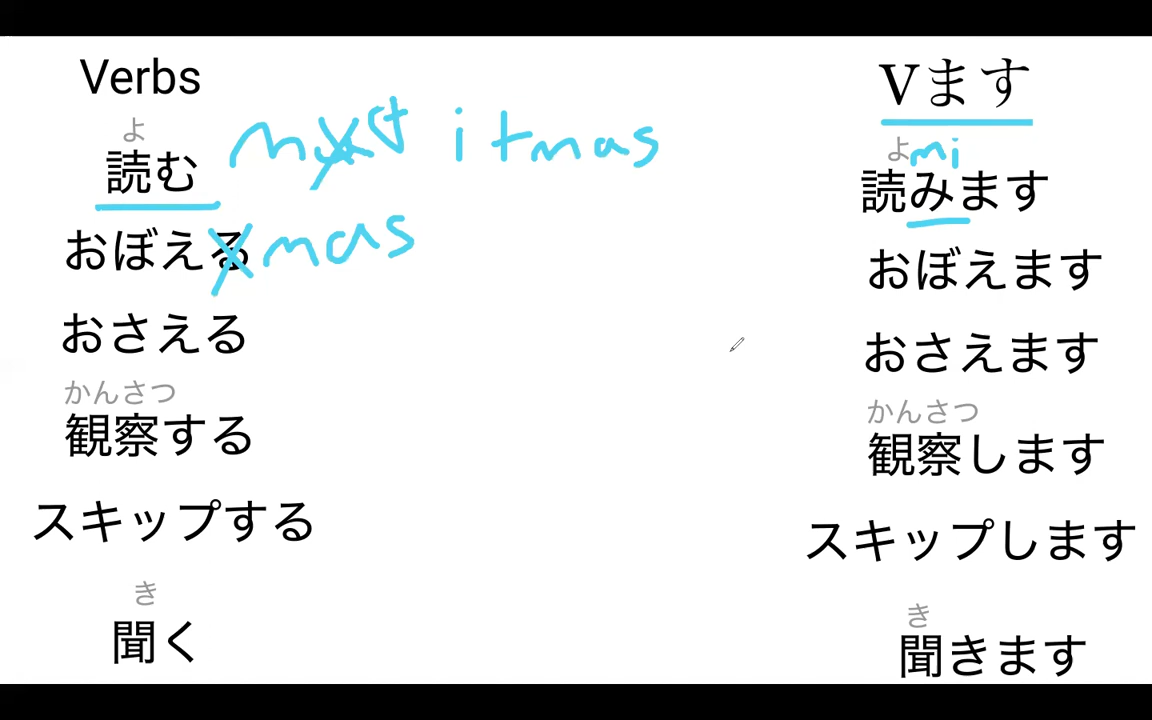 Verbs
Vます
よ
読む
itmas
よ mi
読みます
おぼえる mas
おぼえます
おさえる
おさえます
かんさつ
観察する
かんさつ
観察します
スキップする
スキップします
き
聞く
き
聞きます